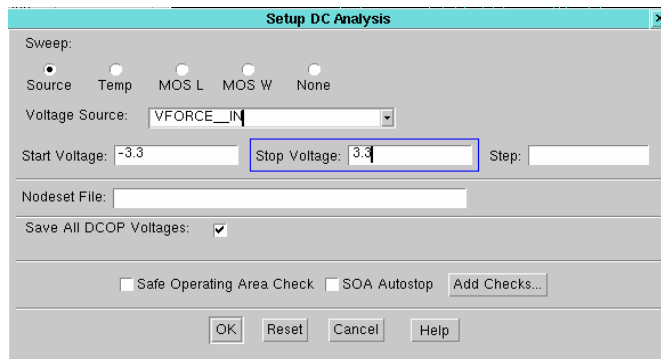 Setup DC Analysis
Sweep:
Source Temp MOS L MOS W None
Voltage Source: VFORCE__IN
Start Voltage: -3.3 Stop Voltage: 3.3 Step:
Nodeset File:
Save All DCOP Voltages:
Safe Operating Area Check SOA Autostop Add Checks...
OK Reset Cancel Help